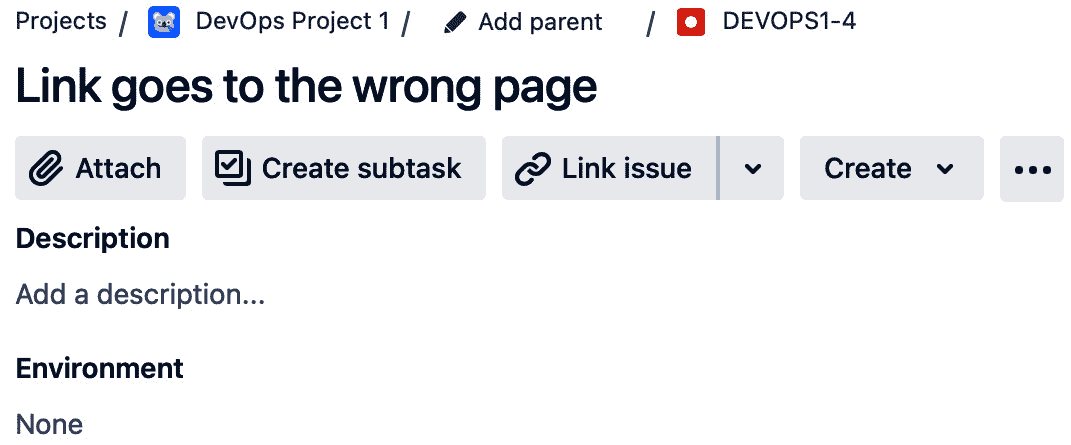 Projects / DevOps Project 1 / Add parent / DEVOPS1-4
Link goes to the wrong page
Attach Create subtask Link issue Create
Description
Add a description...
Environment
None